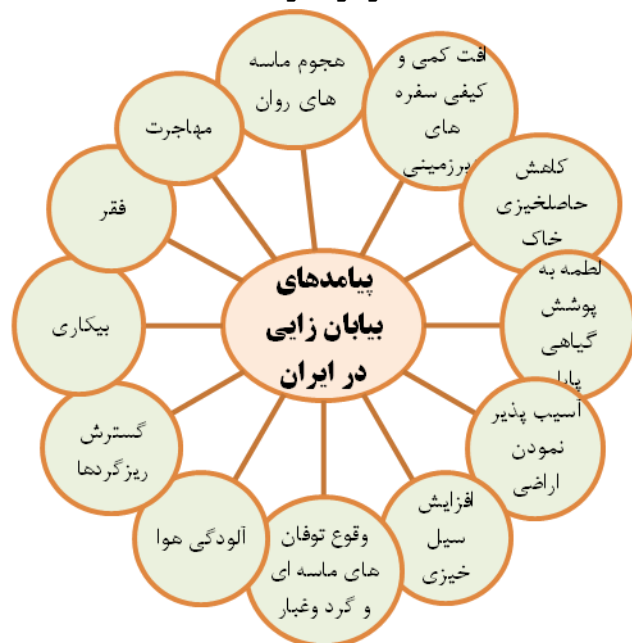 پیامدهای
بیابان زایی
در ایران
هجوم ماسه
های روان
افت کمی و
کیفی سفره
های
کاهش
حاصلخیزی
خاک
لطمه به
پوشش
گیاهی
آسیب پذیر
نمودن
اراضی
افزایش
سیل
خیزی
وقوع توفان
های ماسه ای
و گرد وغبار
آلودگی هوا
گسترش
ریزگردها
بیکاری
فقر
مهاجرت